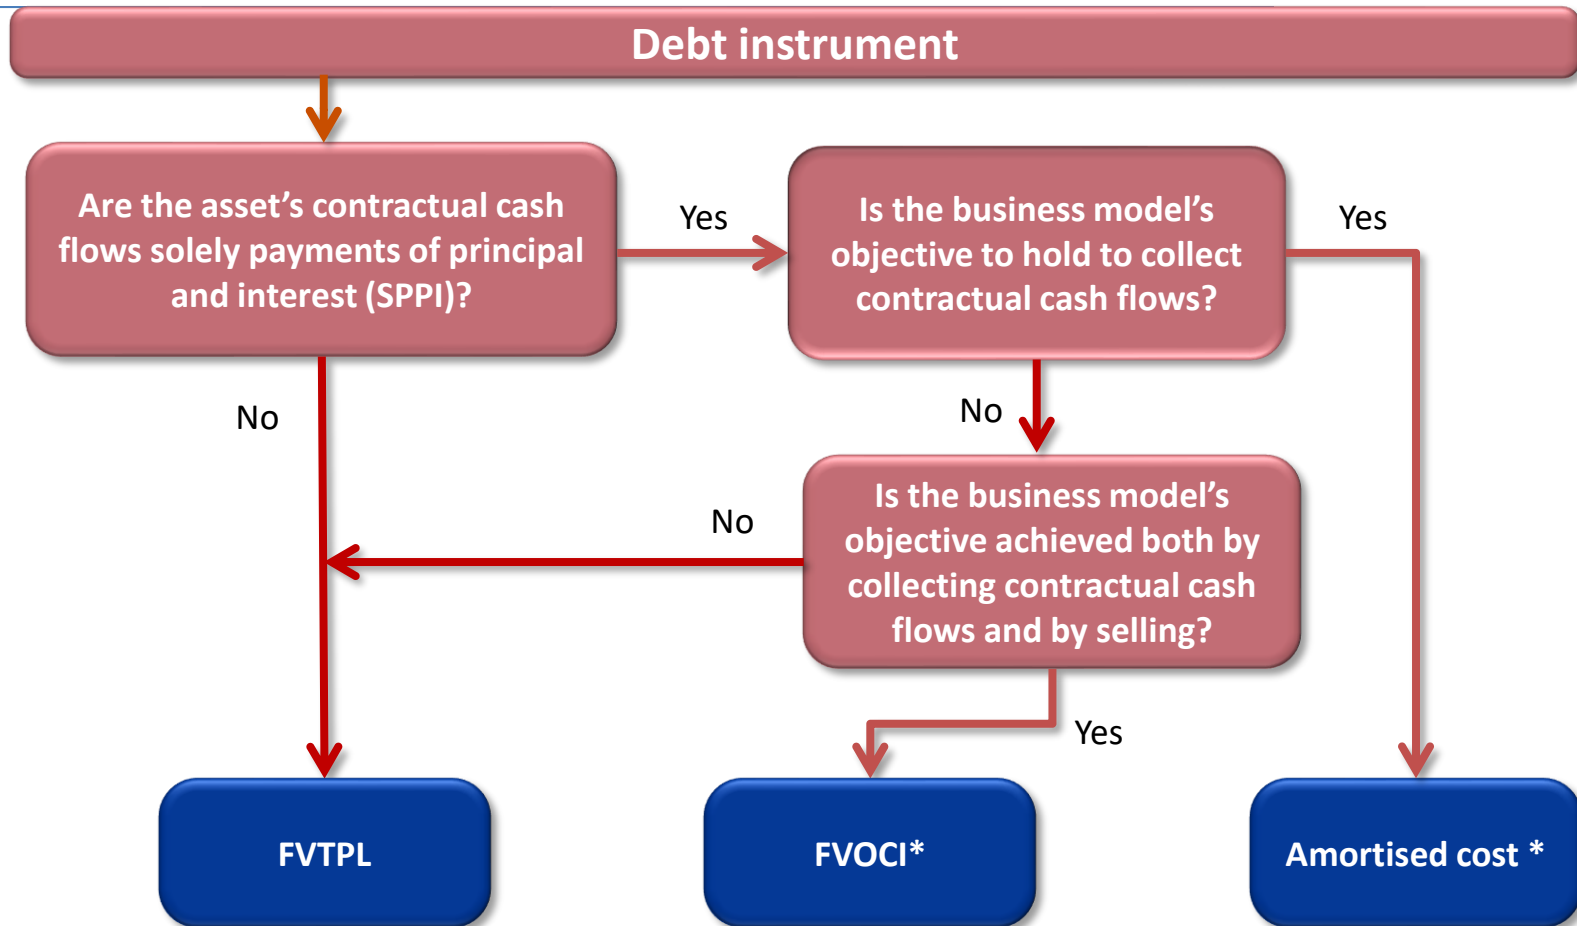 Debt instrument
Are the asset’s contractual cash
flows solely payments of principal
and interest (SPPI)?
Yes
Is the business model’s
objective to hold to collect
contractual cash flows?
Yes
No
No
Is the business model’s
objective achieved both by
collecting contractual cash
flows and by selling?
No
Yes
FVTPL
FVOCI*
Amortised cost *